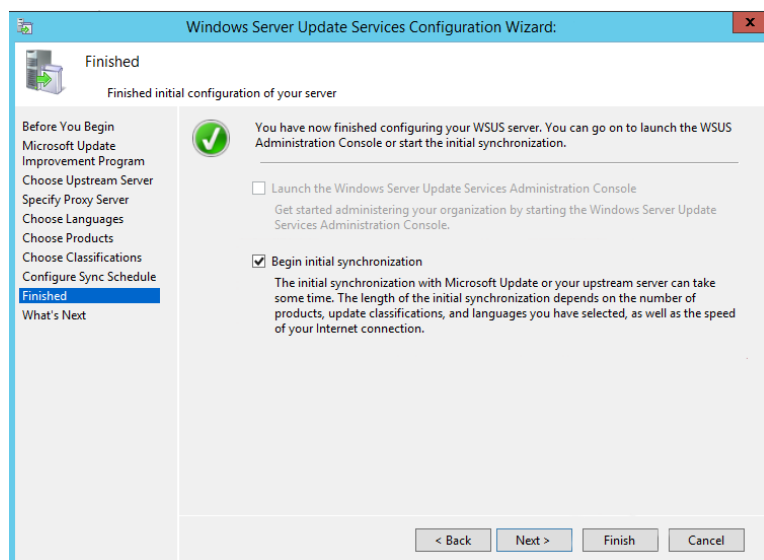 Windows Server Update Services Configuration Wizard:
x
Finished
Finished initial configuration of your server
Before You Begin
Microsoft Update
Improvement Program
Choose Upstream Server
Specify Proxy Server
Choose Languages
Choose Products
Choose Classifications
Configure Sync Schedule
Finished
What's Next
You have now finished configuring your WSUS server. You can go on to launch the WSUS
Administration Console or start the initial synchronization.
Launch the Windows Server Update Services Administration Console
Get started administering your organization by starting the Windows Server Update
Services Administration Console.
Begin initial synchronization
The initial synchronization with Microsoft Update or your upstream server can take
some time. The length of the initial synchronization depends on the number of
products, update classifications, and languages you have selected, as well as the speed
of your Internet connection.
< Back
Next >
Finish
Cancel